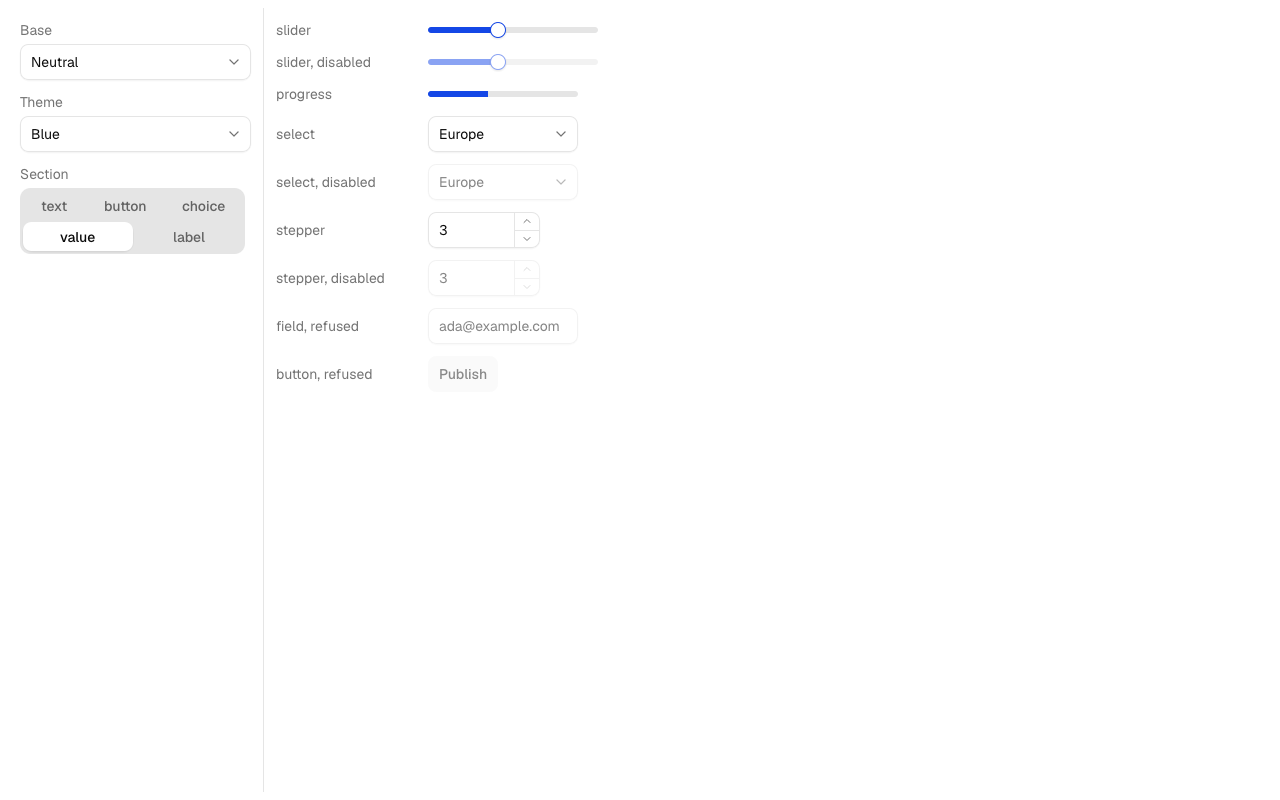 Base
Neutral
Theme
Blue
Section
text button choice
value label
slider
slider, disabled
progress
select Europe
select, disabled Europe
stepper 3
stepper, disabled 3
field, refused ada@example.com
button, refused Publish